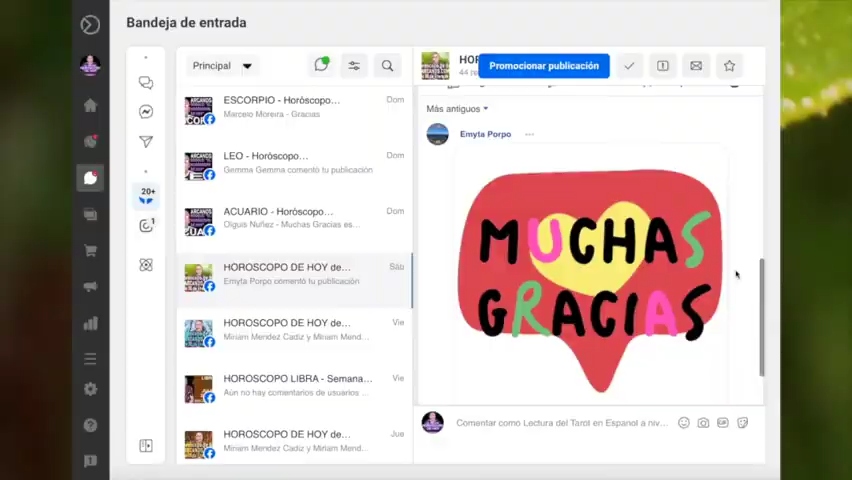 Bandeja de entrada
Principal
Promocionar publicación
Más antiguos
Emyta Porpo
MUCHAS
GRACIAS
ESCORPIO - Horóscopo...
Dom
Marcelo Moreira - Gracias
LEO - Horóscopo...
Dom
Gemma Gemma comentó tu publicación
ACUARIO - Horóscopo...
Dom
Diguis Nuñez - Muchas Gracias es...
HOROSCOPO DE HOY de...
Sáb
Emyta Porpo comentó tu publicación
HOROSCOPO DE HOY de...
Vie
Miriam Mendez Cadiz y Miriam Mend...
HOROSCOPO LIBRA - Semana...
Vie
Aún no hay comentarios de usuarios ...
HOROSCOPO DE HOY de...
Jue
Miriam Mendez Cadiz y Miriam Mend...
20+
1
Comentar como Lectura del Tarot en Espanol a niv...